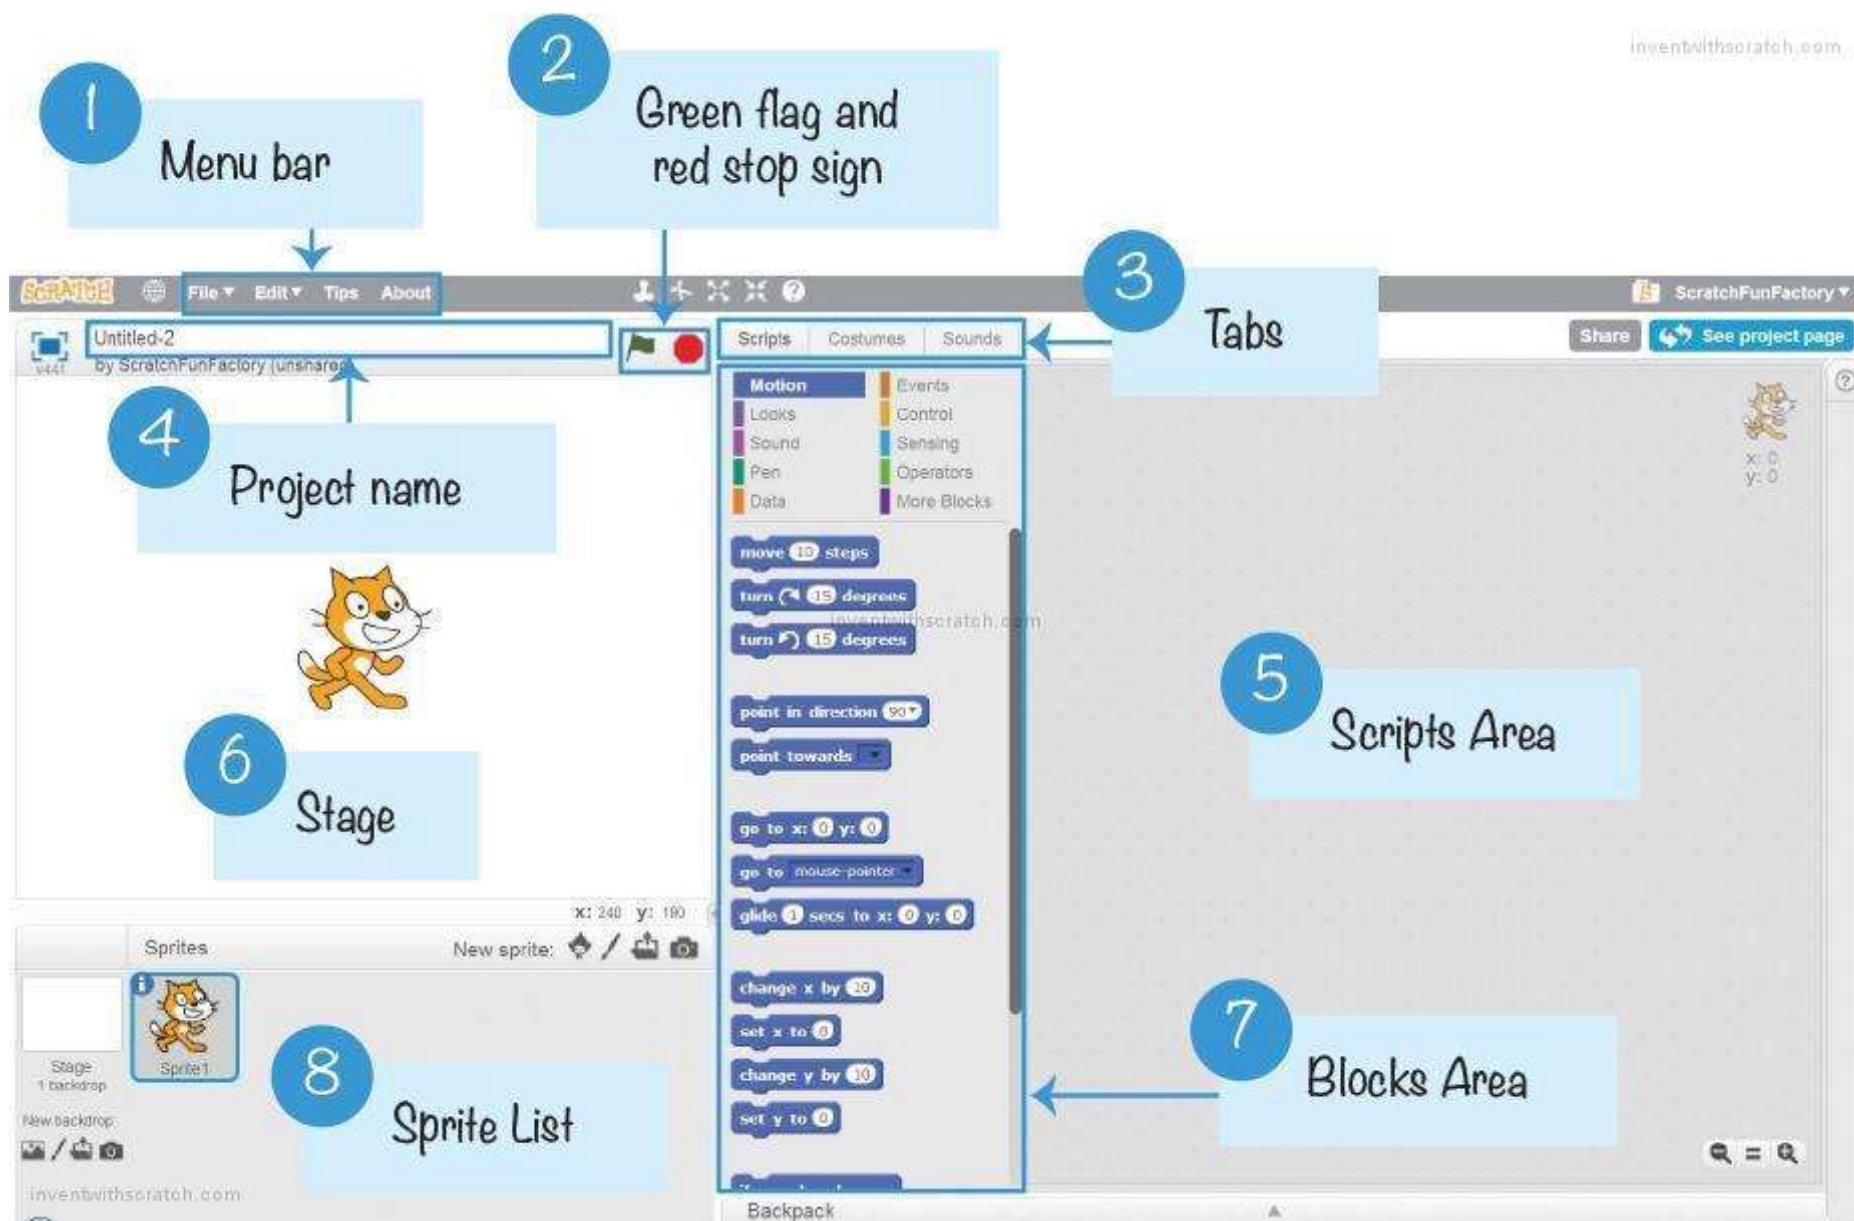 inventwithscratch.com
1
Menu bar
2
Green flag and
red stop sign
3
Tabs
SCRATCH
File Edit Tips About
ScratchFunFactory
Untitled-2
by ScratchFunFactory (unshared)
v441
Scripts Costumes Sounds
Share See project page
4
Project name
Motion Events
Looks Control
Sound Sensing
Pen Operators
Data More Blocks
x: 0
y: 0
move 10 steps
turn 15 degrees
inventwithscratch.com
turn 15 degrees
point in direction 90
point towards
5
Scripts Area
6
Stage
go to x: 0 y: 0
go to mouse-pointer
glide 1 secs to x: 0 y: 0
x: 240 y: 180
Sprites New sprite:
change x by 10
set x to 0
change y by 10
set y to 0
7
Blocks Area
Stage
1 backdrop
Sprite1
New backdrop:
8
Sprite List
inventwithscratch.com
Backpack